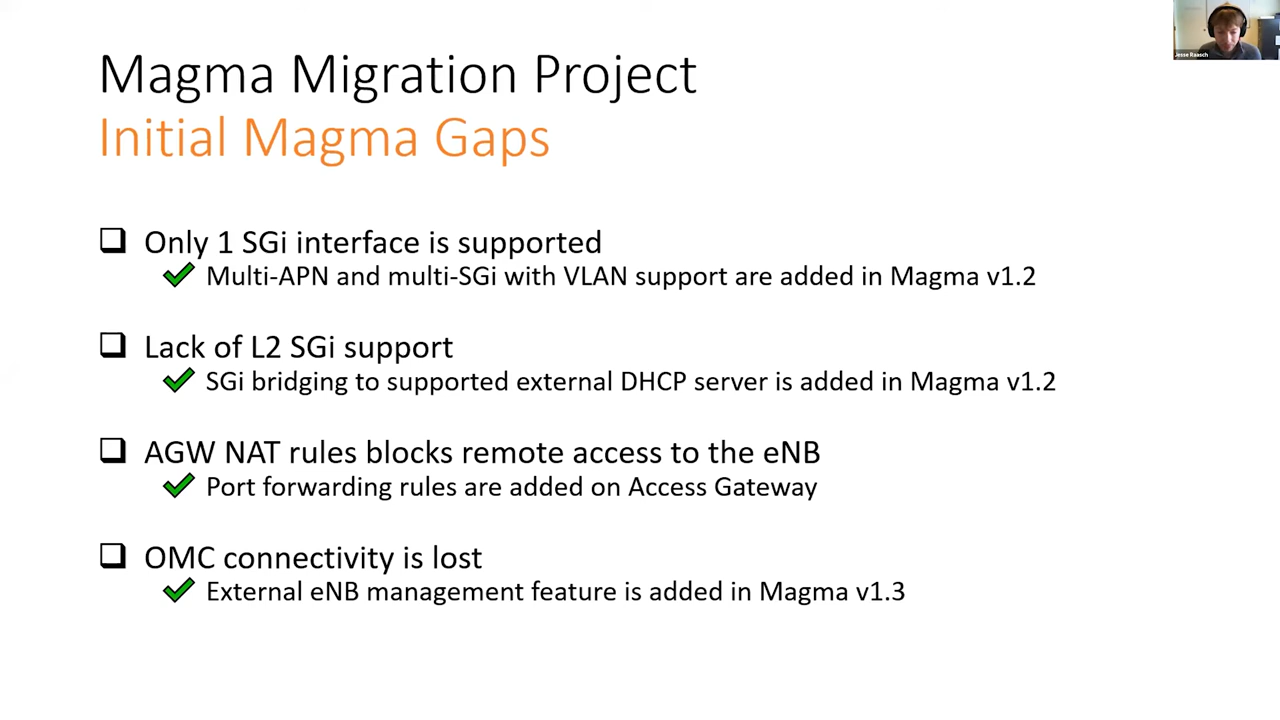 Magma Migration Project
Initial Magma Gaps
Only 1 SGi interface is supported
Multi-APN and multi-SGi with VLAN support are added in Magma v1.2
Lack of L2 SGi support
SGi bridging to supported external DHCP server is added in Magma v1.2
AGW NAT rules blocks remote access to the eNB
Port forwarding rules are added on Access Gateway
OMC connectivity is lost
External eNB management feature is added in Magma v1.3
Jesse Raasch